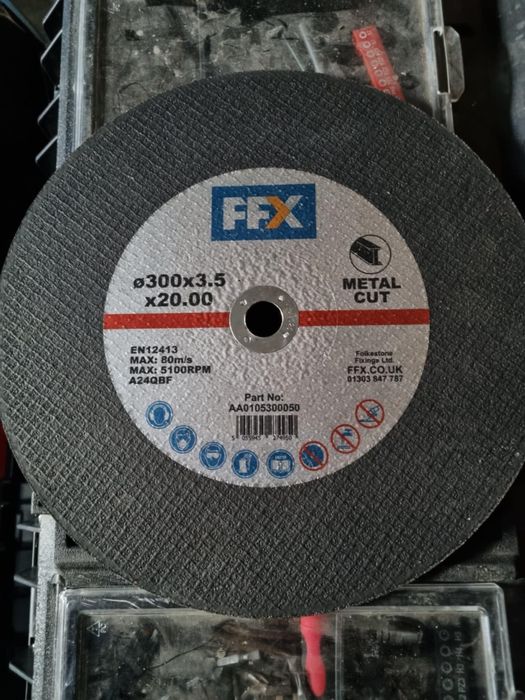 FFX
ø300x3.5
x20.00
METAL
CUT
EN12413
MAX: 80m/s
MAX: 5100RPM
A24QBF
Folkestone
Fixings Ltd.
FFX.CO.UK
01303 847 787
Part No:
AA0105300050